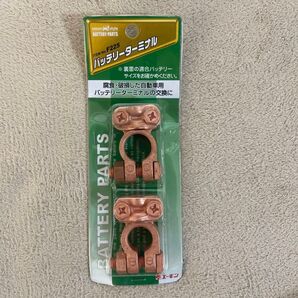 BATTERY PARTS
バッテリーターミナル
※裏面の適合バッテリー
サイズをお確かめください。
腐食・破損した自動車用
バッテリーターミナルの交換に
BATTERY PARTS
エーモン